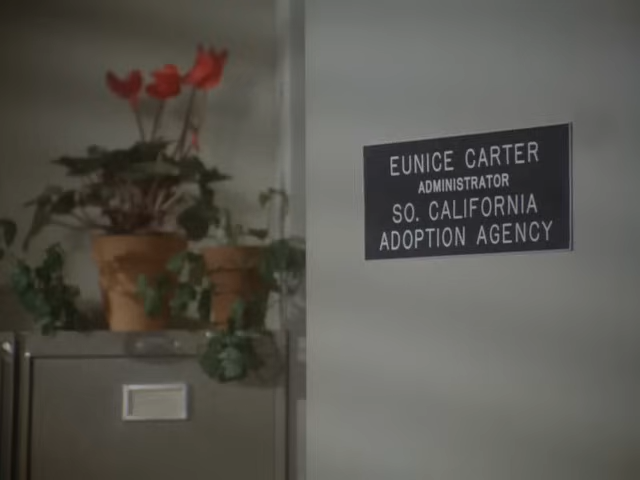 EUNICE CARTER
ADMINISTRATOR
SO. CALIFORNIA
ADOPTION AGENCY